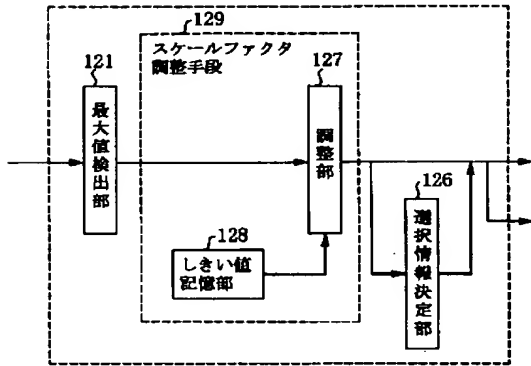 129
スケールファクタ
調整手段
121
最大値検出部
127
調整部
128
しきい値
記憶部
126
選択情報決定部